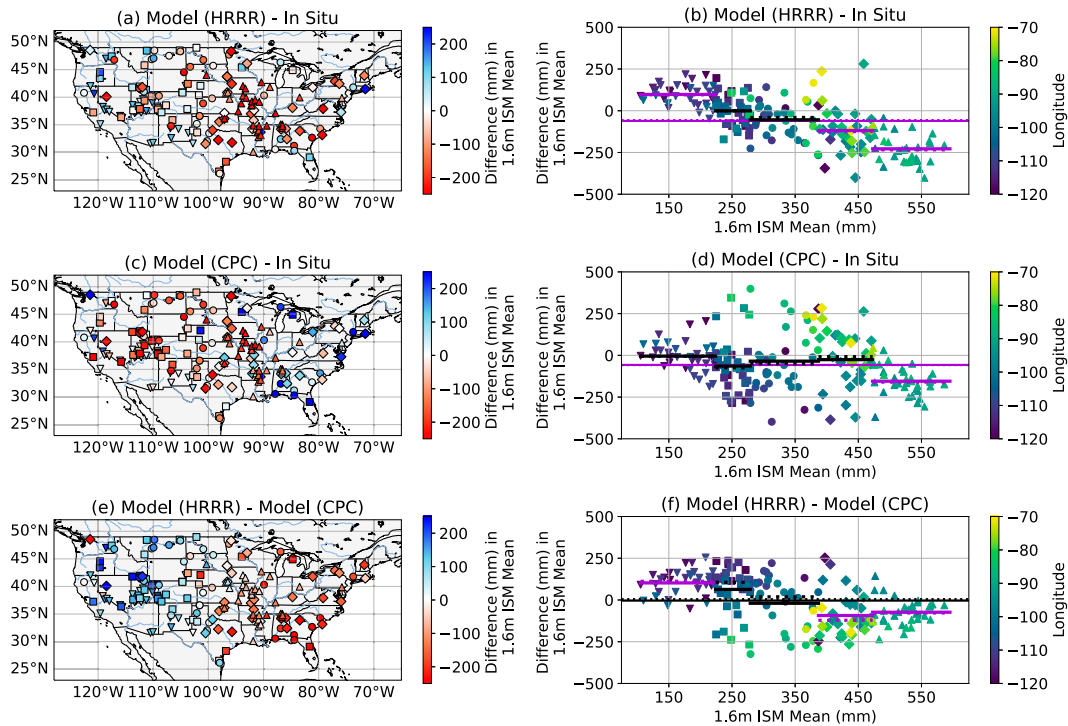 (a) Model (HRRR) - In Situ
50°N
45°N
40°N
35°N
30°N
25°N
120°W 100°W 90°W 80°W 70°W
200
100
0
−100
−200
Difference (mm) in
1.6m ISM Mean
(b) Model (HRRR) - In Situ
500
250
0
−250
−500
150 250 350 450 550
1.6m ISM Mean (mm)
Difference (mm) in
1.6m ISM Mean
−70
−80
−90
−100
−110
−120
Longitude
(c) Model (CPC) - In Situ
50°N
45°N
40°N
35°N
30°N
25°N
120°W 100°W 90°W 80°W 70°W
200
100
0
−100
−200
Difference (mm) in
1.6m ISM Mean
(d) Model (CPC) - In Situ
500
250
0
−250
−500
150 250 350 450 550
1.6m ISM Mean (mm)
Difference (mm) in
1.6m ISM Mean
−70
−80
−90
−100
−110
−120
Longitude
(e) Model (HRRR) - Model (CPC)
50°N
45°N
40°N
35°N
30°N
25°N
120°W 100°W 90°W 80°W 70°W
200
100
0
−100
−200
Difference (mm) in
1.6m ISM Mean
(f) Model (HRRR) - Model (CPC)
500
250
0
−250
−500
150 250 350 450 550
1.6m ISM Mean (mm)
Difference (mm) in
1.6m ISM Mean
−70
−80
−90
−100
−110
−120
Longitude